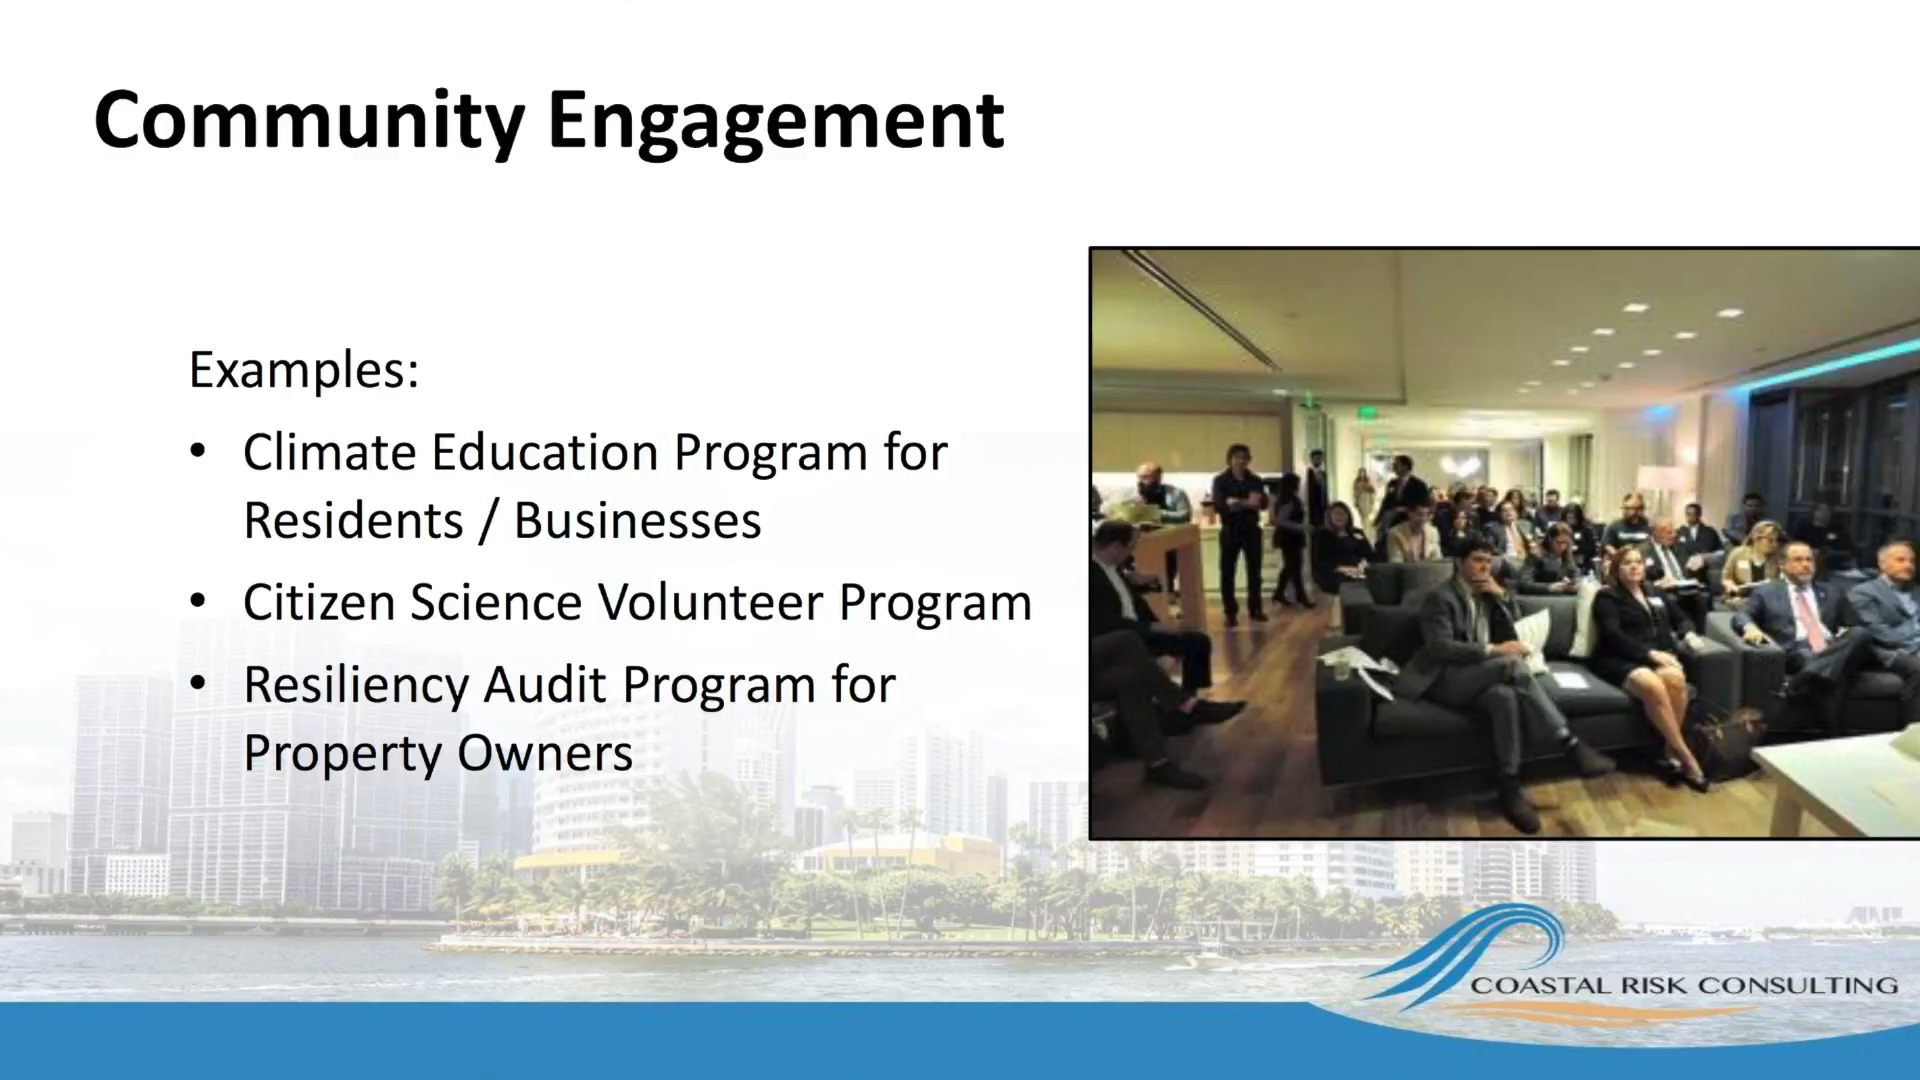 Community Engagement
Examples:
• Climate Education Program for
Residents / Businesses
• Citizen Science Volunteer Program
• Resiliency Audit Program for
Property Owners
COASTAL RISK CONSULTING